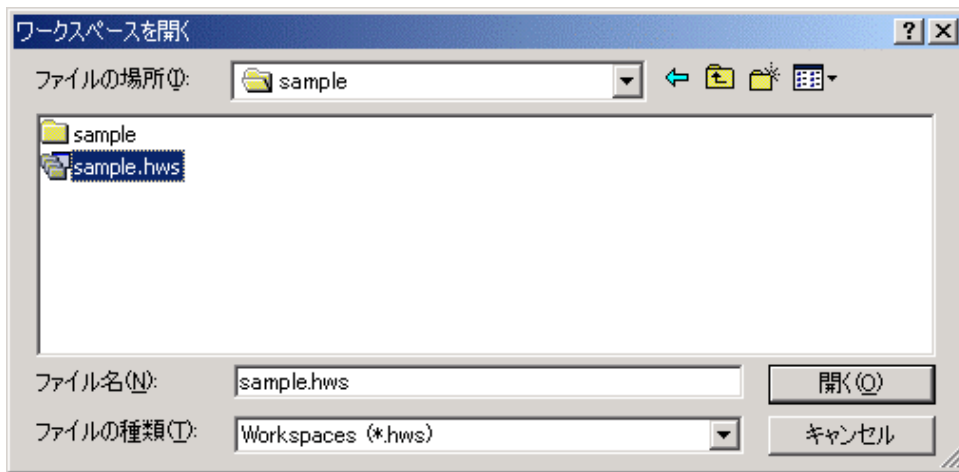 ワークスペースを開く
ファイルの場所(I): sample
sample
sample.hws
ファイル名(N): sample.hws 開く(O)
ファイルの種類(T): Workspaces (*.hws) キャンセル